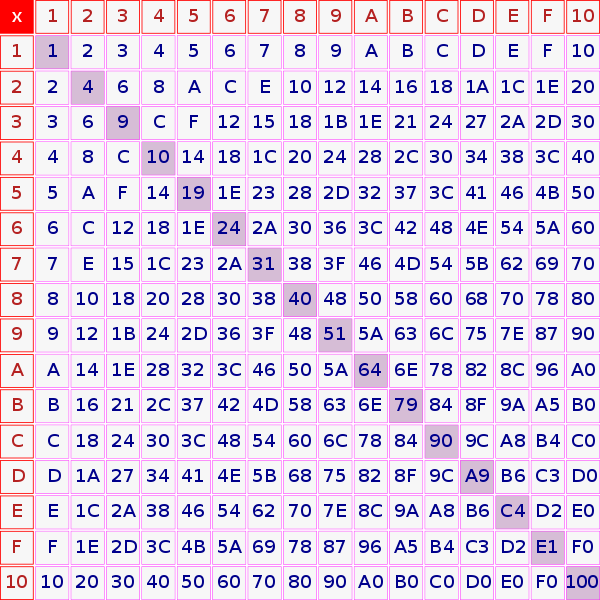 x 1 2 3 4 5 6 7 8 9 A B C D E F 10
1 1 2 3 4 5 6 7 8 9 A B C D E F 10
2 2 4 6 8 A C E 10 12 14 16 18 1A 1C 1E 20
3 3 6 9 C F 12 15 18 1B 1E 21 24 27 2A 2D 30
4 4 8 C 10 14 18 1C 20 24 28 2C 30 34 38 3C 40
5 5 A F 14 19 1E 23 28 2D 32 37 3C 41 46 4B 50
6 6 C 12 18 1E 24 2A 30 36 3C 42 48 4E 54 5A 60
7 7 E 15 1C 23 2A 31 38 3F 46 4D 54 5B 62 69 70
8 8 10 18 20 28 30 38 40 48 50 58 60 68 70 78 80
9 9 12 1B 24 2D 36 3F 48 51 5A 63 6C 75 7E 87 90
A A 14 1E 28 32 3C 46 50 5A 64 6E 78 82 8C 96 A0
B B 16 21 2C 37 42 4D 58 63 6E 79 84 8F 9A A5 B0
C C 18 24 30 3C 48 54 60 6C 78 84 90 9C A8 B4 C0
D D 1A 27 34 41 4E 5B 68 75 82 8F 9C A9 B6 C3 D0
E E 1C 2A 38 46 54 62 70 7E 8C 9A A8 B6 C4 D2 E0
F F 1E 2D 3C 4B 5A 69 78 87 96 A5 B4 C3 D2 E1 F0
10 10 20 30 40 50 60 70 80 90 A0 B0 C0 D0 E0 F0 100